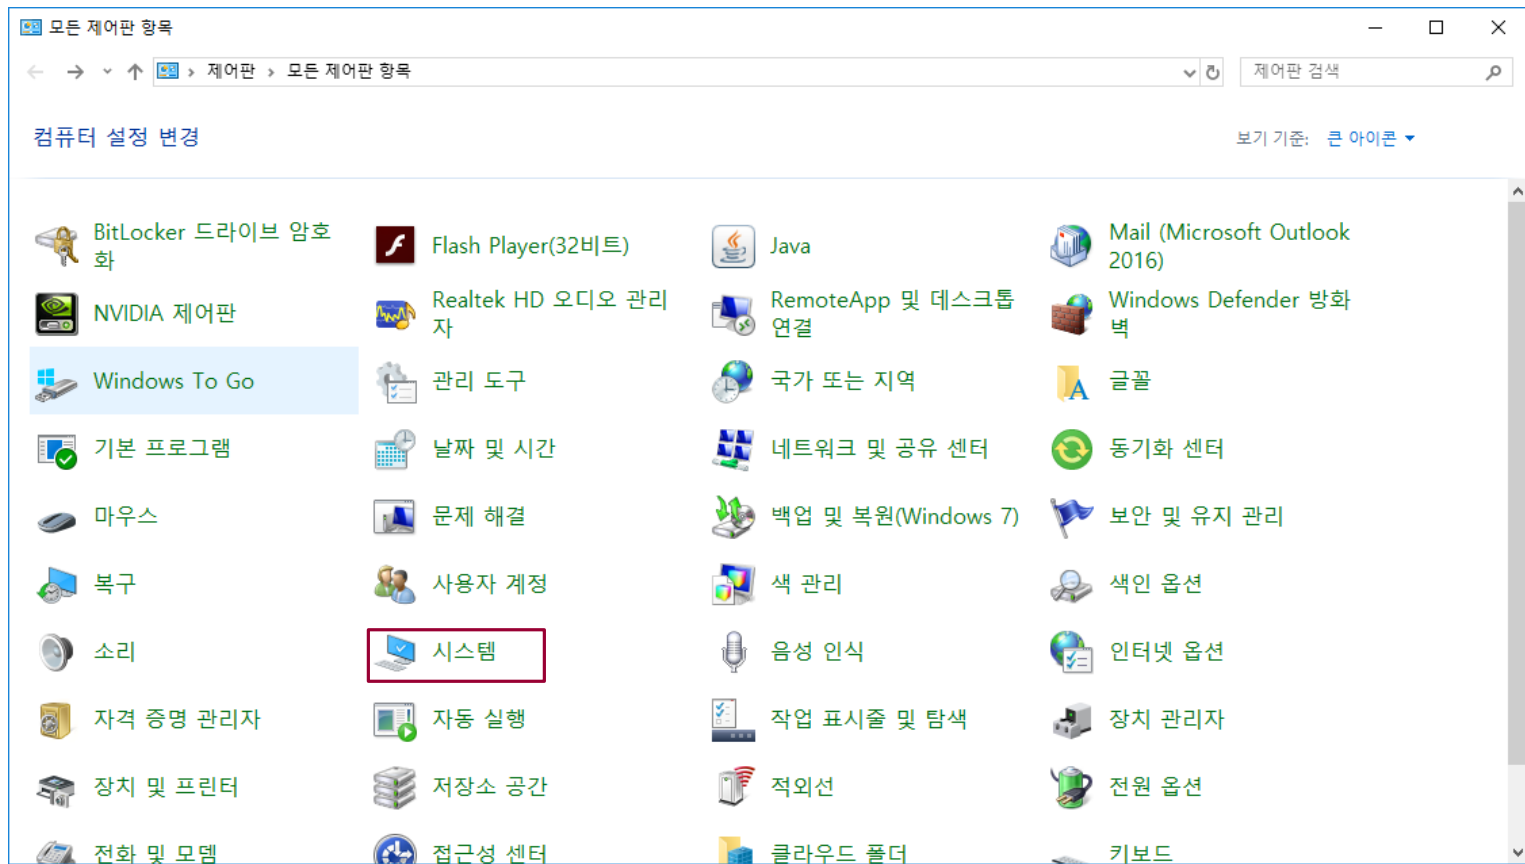 모든 제어판 항목
제어판 › 모든 제어판 항목
제어판 검색
컴퓨터 설정 변경
보기 기준: 큰 아이콘
BitLocker 드라이브 암호
화
Flash Player(32비트)
Java
Mail (Microsoft Outlook
2016)
NVIDIA 제어판
Realtek HD 오디오 관리
자
RemoteApp 및 데스크톱
연결
Windows Defender 방화
벽
Windows To Go
관리 도구
국가 또는 지역
글꼴
기본 프로그램
날짜 및 시간
네트워크 및 공유 센터
동기화 센터
마우스
문제 해결
백업 및 복원(Windows 7)
보안 및 유지 관리
복구
사용자 계정
색 관리
색인 옵션
소리
시스템
음성 인식
인터넷 옵션
자격 증명 관리자
자동 실행
작업 표시줄 및 탐색
장치 관리자
장치 및 프린터
저장소 공간
적외선
전원 옵션
전화 및 모뎀
접근성 센터
클라우드 폴더
키보드